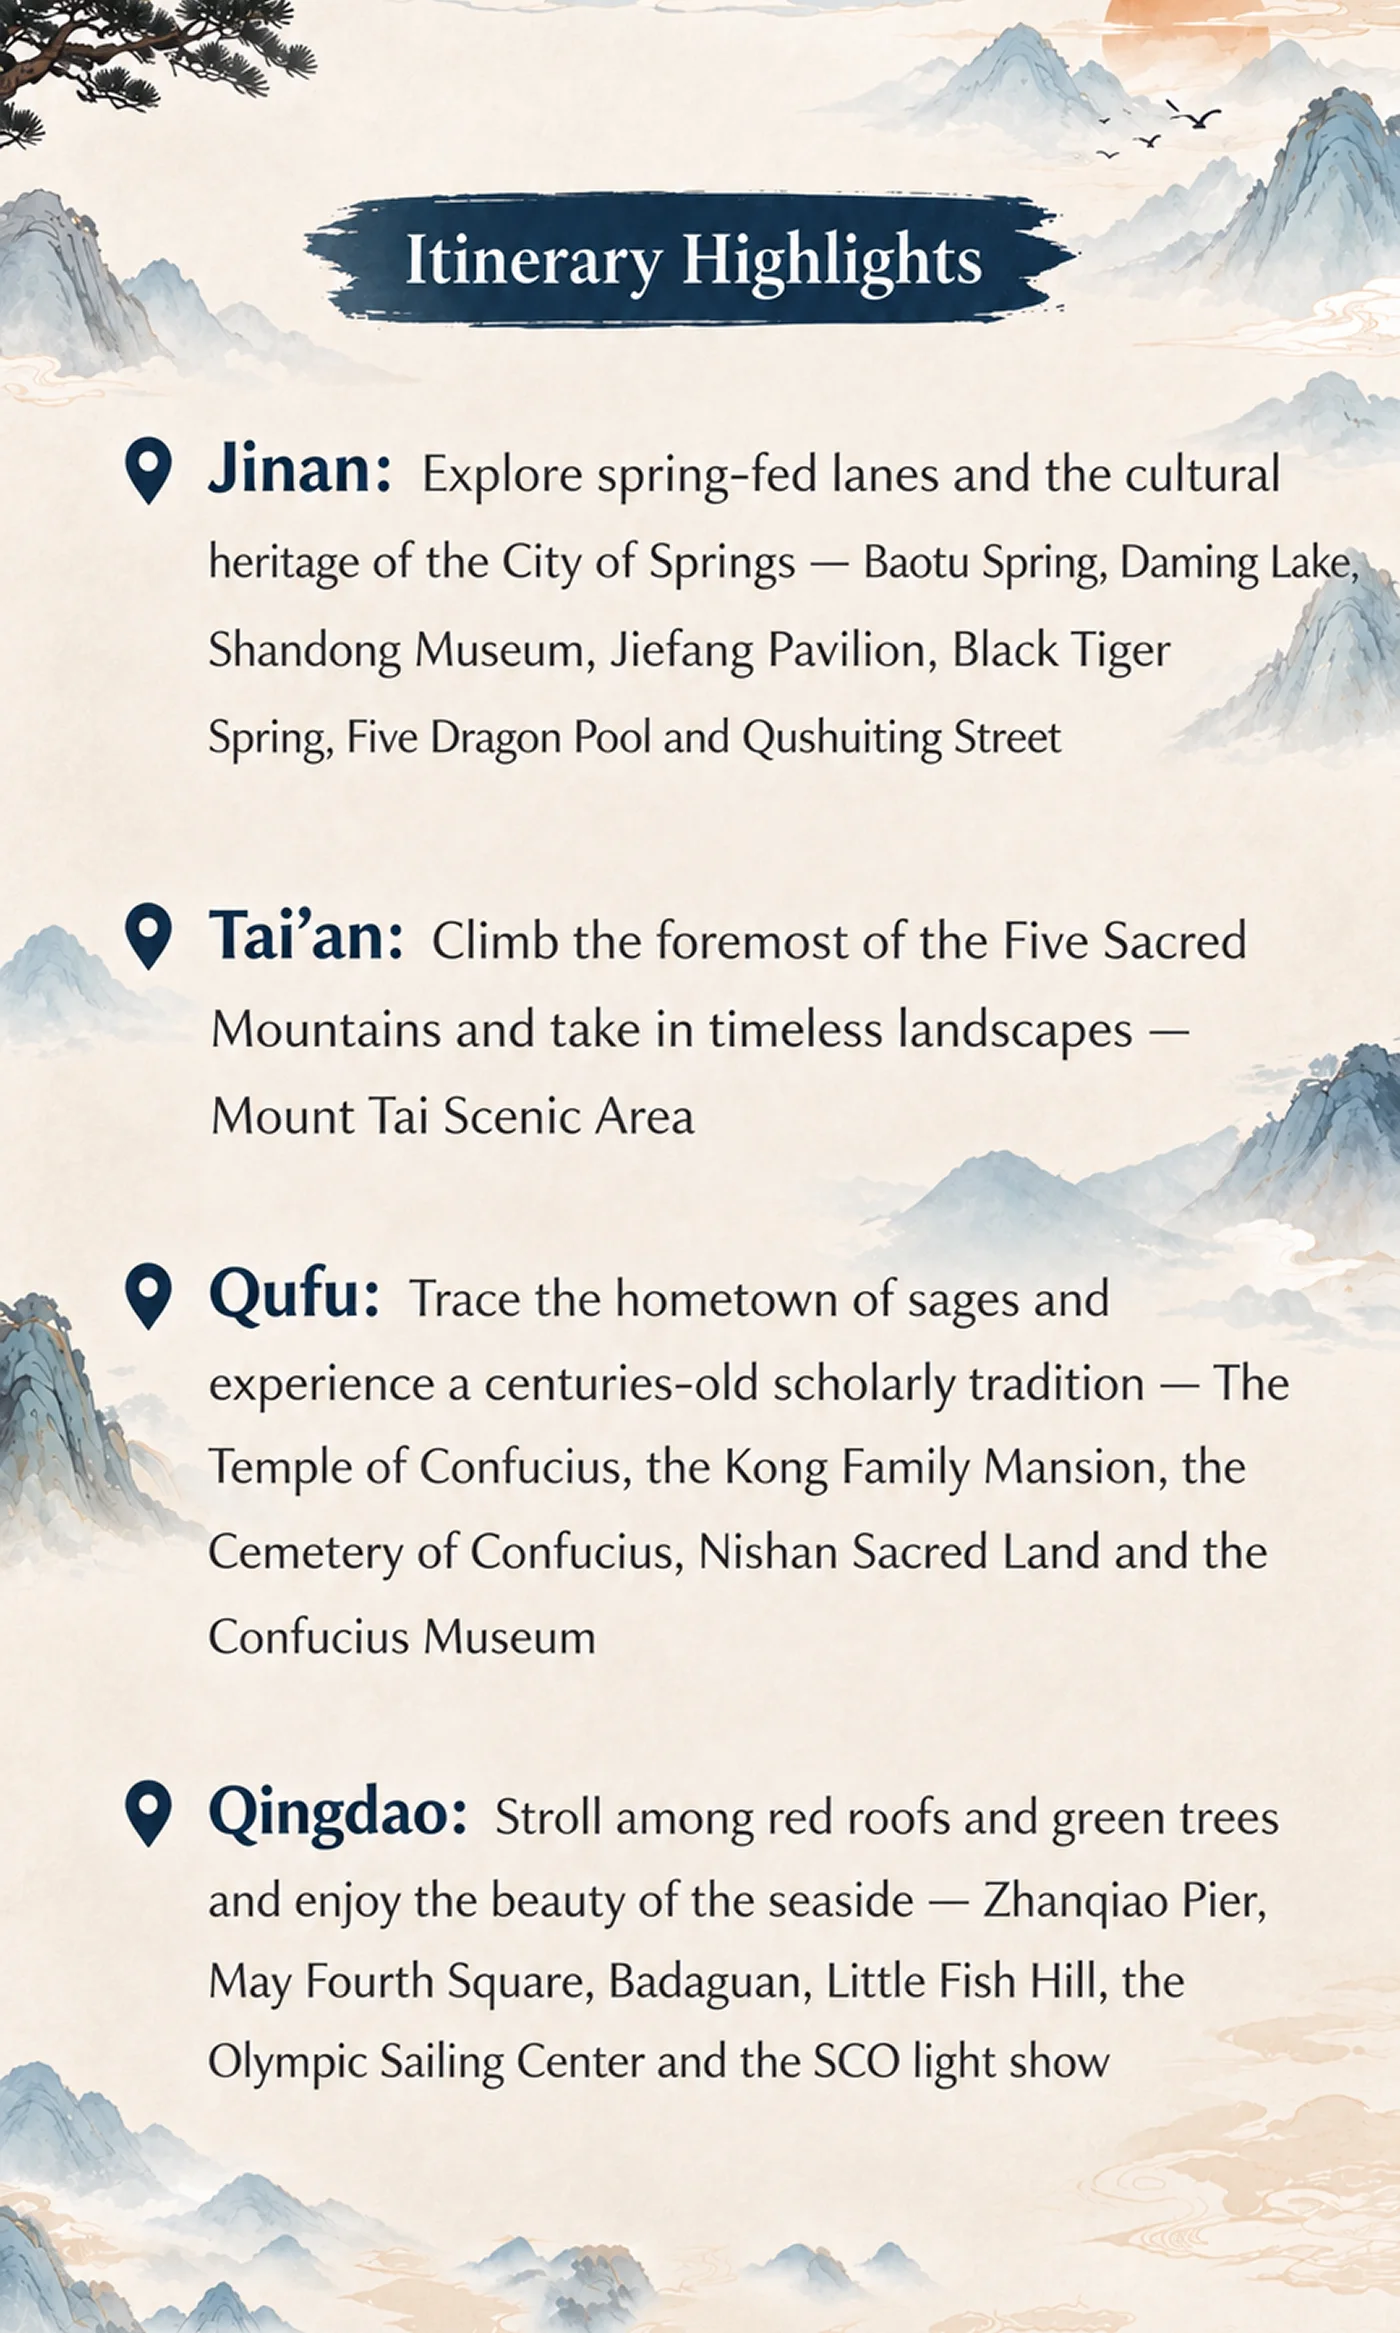 Itinerary Highlights
Jinan: Explore spring-fed lanes and the cultural
heritage of the City of Springs — Baotu Spring, Daming Lake,
Shandong Museum, Jiefang Pavilion, Black Tiger
Spring, Five Dragon Pool and Qushuiting Street
Tai’an: Climb the foremost of the Five Sacred
Mountains and take in timeless landscapes —
Mount Tai Scenic Area
Qufu: Trace the hometown of sages and
experience a centuries-old scholarly tradition — The
Temple of Confucius, the Kong Family Mansion, the
Cemetery of Confucius, Nishan Sacred Land and the
Confucius Museum
Qingdao: Stroll among red roofs and green trees
and enjoy the beauty of the seaside — Zhanqiao Pier,
May Fourth Square, Badaguan, Little Fish Hill, the
Olympic Sailing Center and the SCO light show